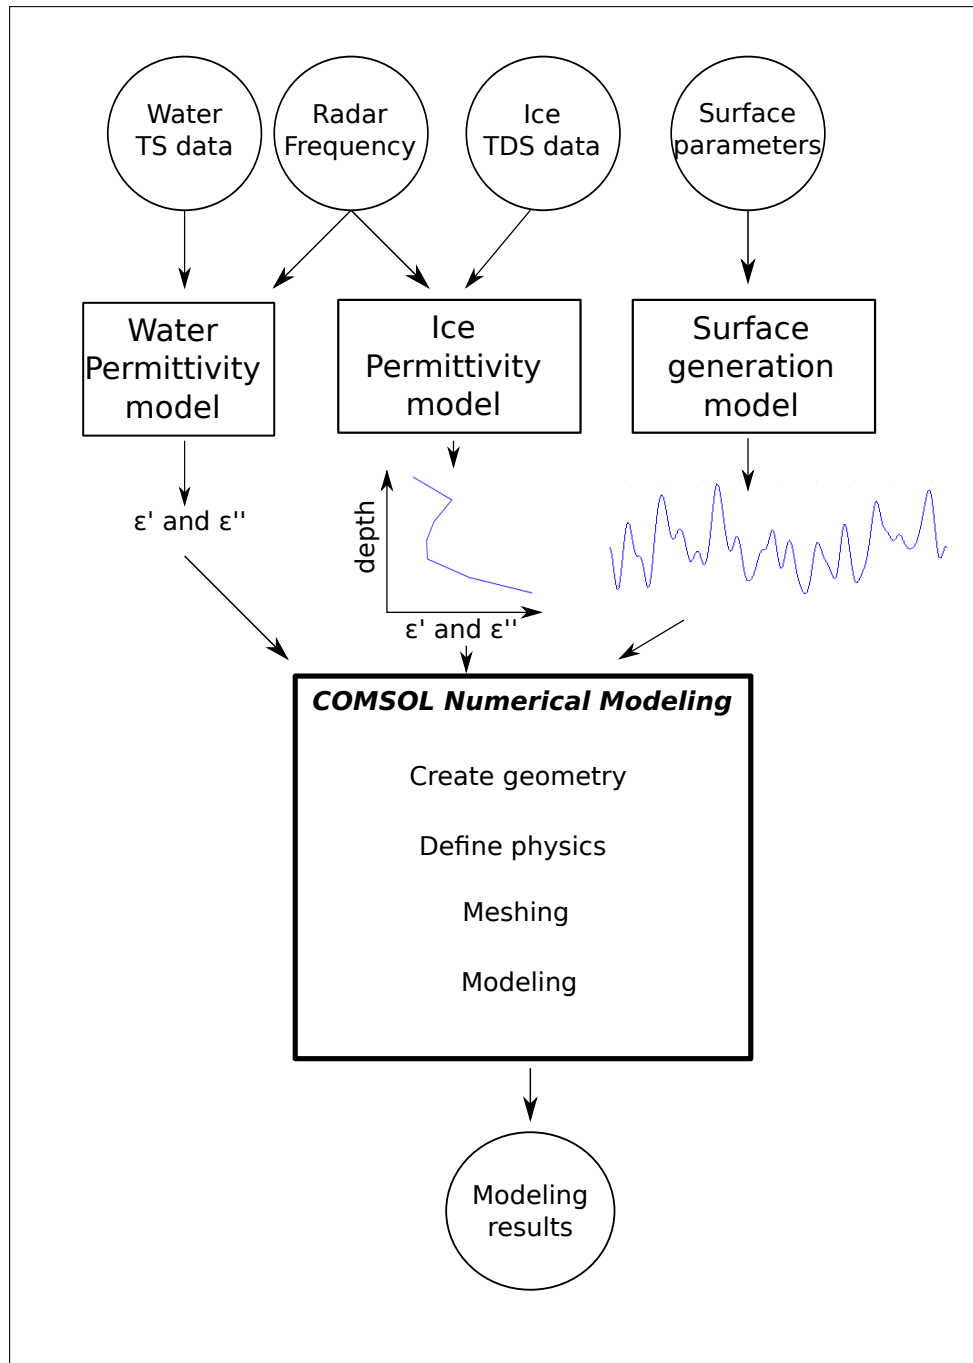 Water
TS data
Radar
Frequency
Ice
TDS data
Surface
parameters
Water
Permittivity
model
Ice
Permittivity
model
Surface
generation
model
ε' and ε''
depth
ε' and ε''
COMSOL Numerical Modeling
Create geometry
Define physics
Meshing
Modeling
Modeling
results